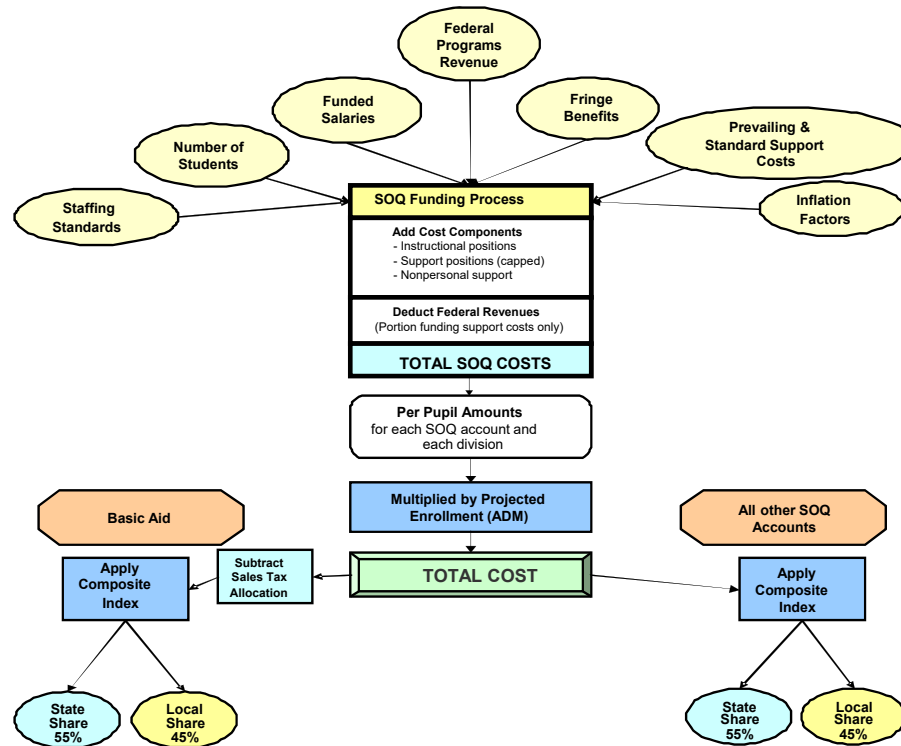 Federal
Programs
Revenue
Funded
Salaries
Fringe
Benefits
Number of
Students
Prevailing &
Standard Support
Costs
Staffing
Standards
Inflation
Factors
SOQ Funding Process
Add Cost Components
- Instructional positions
- Support positions (capped)
- Nonpersonal support
Deduct Federal Revenues
(Portion funding support costs only)
TOTAL SOQ COSTS
Per Pupil Amounts
for each SOQ account and
each division
Multiplied by Projected
Enrollment (ADM)
Basic Aid
All other SOQ
Accounts
TOTAL COST
Subtract
Sales Tax
Allocation
Apply
Composite
Index
Apply
Composite
Index
State
Share
55%
Local
Share
45%
State
Share
55%
Local
Share
45%